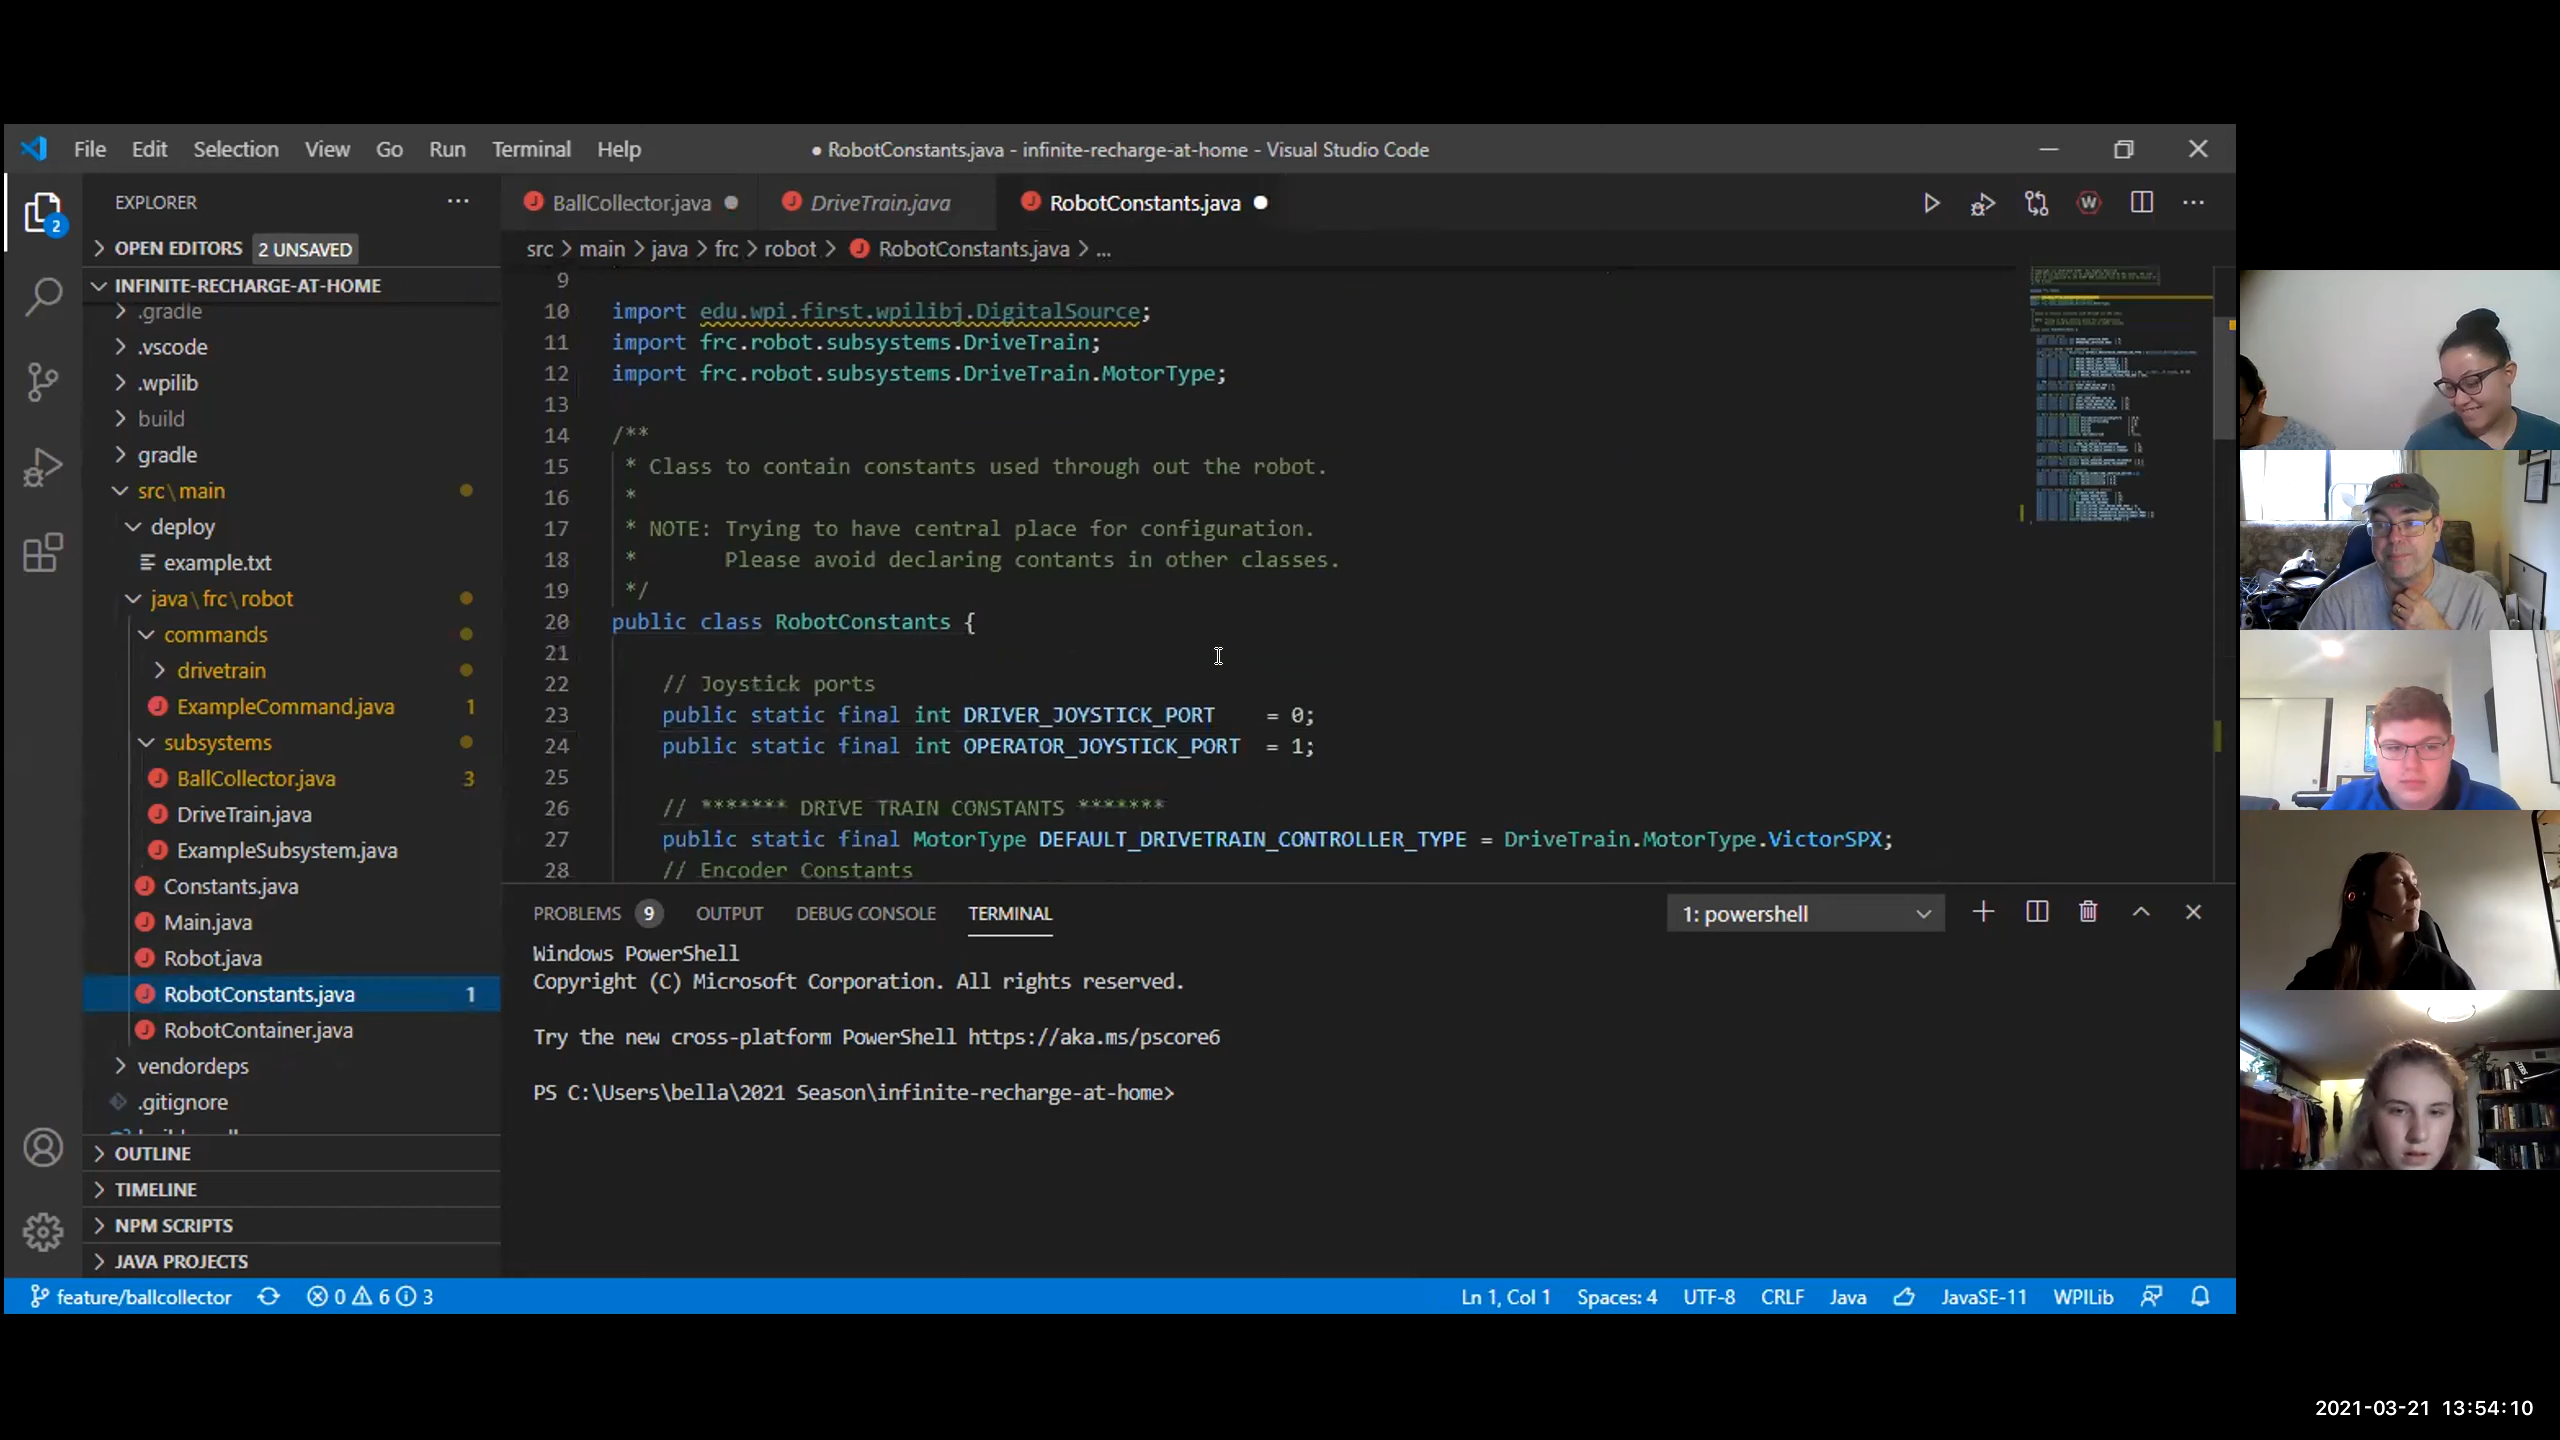 File Edit Selection View Go Run Terminal Help
● RobotConstants.java - infinite-recharge-at-home - Visual Studio Code
EXPLORER
OPEN EDITORS 2 UNSAVED
INFINITE-RECHARGE-AT-HOME
.gradle
.vscode
.wpilib
build
gradle
src\main
deploy
example.txt
java\frc\robot
commands
drivetrain
ExampleCommand.java 1
subsystems
BallCollector.java 3
DriveTrain.java
ExampleSubsystem.java
Constants.java
Main.java
Robot.java
RobotConstants.java 1
RobotContainer.java
vendordeps
.gitignore
OUTLINE
TIMELINE
NPM SCRIPTS
JAVA PROJECTS
2
BallCollector.java DriveTrain.java RobotConstants.java
src > main > java > frc > robot > RobotConstants.java > ...
9
10 import edu.wpi.first.wpilibj.DigitalSource;
11 import frc.robot.subsystems.DriveTrain;
12 import frc.robot.subsystems.DriveTrain.MotorType;
13
14 /**
15 * Class to contain constants used through out the robot.
16 *
17 * NOTE: Trying to have central place for configuration.
18 * Please avoid declaring contants in other classes.
19 */
20 public class RobotConstants {
21
22 // Joystick ports
23 public static final int DRIVER_JOYSTICK_PORT = 0;
24 public static final int OPERATOR_JOYSTICK_PORT = 1;
25
26 // ******* DRIVE TRAIN CONSTANTS *******
27 public static final MotorType DEFAULT_DRIVETRAIN_CONTROLLER_TYPE = DriveTrain.MotorType.VictorSPX;
28 // Encoder Constants
PROBLEMS 9 OUTPUT DEBUG CONSOLE TERMINAL 1: powershell
Windows PowerShell
Copyright (C) Microsoft Corporation. All rights reserved.
Try the new cross-platform PowerShell https://aka.ms/pscore6
PS C:\Users\bella\2021 Season\infinite-recharge-at-home>
feature/ballcollector 0 6 3 Ln 1, Col 1 Spaces: 4 UTF-8 CRLF Java JavaSE-11 WPILib
2021-03-21 13:54:10